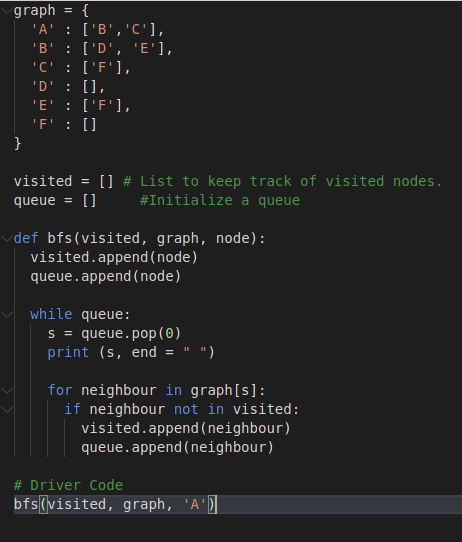 graph = {
  'A' : ['B','C'],
  'B' : ['D', 'E'],
  'C' : ['F'],
  'D' : [],
  'E' : ['F'],
  'F' : []
}
visited = [] # List to keep track of visited nodes.
queue = []     #Initialize a queue
def bfs(visited, graph, node):
  visited.append(node)
  queue.append(node)
  while queue:
    s = queue.pop(0)
    print (s, end = " ")
    for neighbour in graph[s]:
      if neighbour not in visited:
        visited.append(neighbour)
        queue.append(neighbour)
# Driver Code
bfs(visited, graph, 'A')